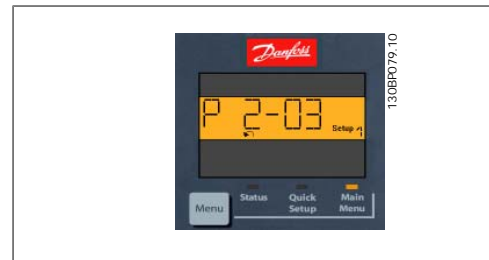 Danfoss
130BP079.10
P 2-03 Setup 1
Status Quick Setup Main Menu
Menu